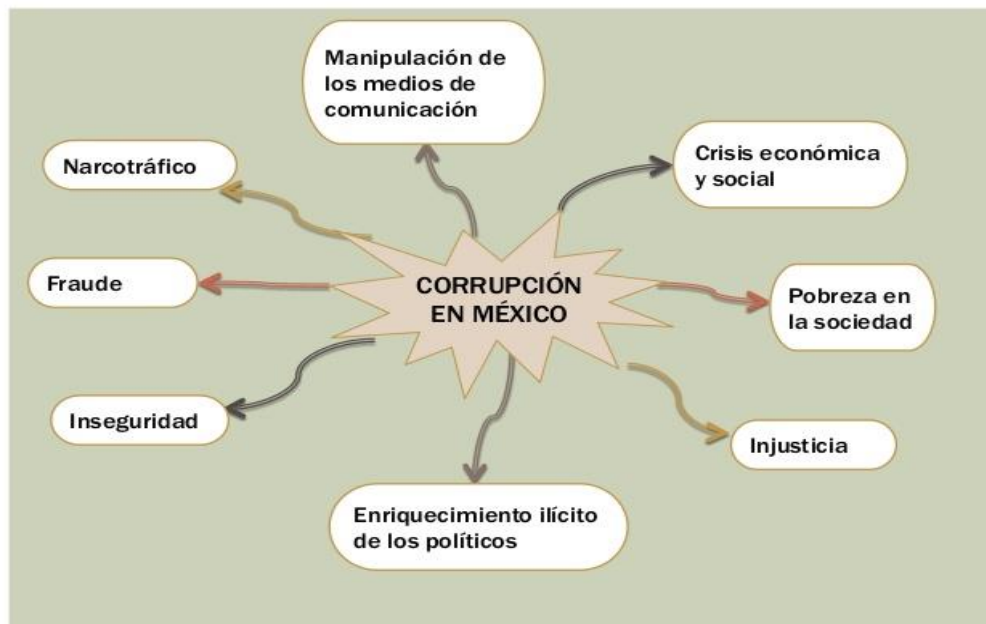 Manipulación de
los medios de
comunicación
Crisis económica
y social
Narcotráfico
Fraude
CORRUPCIÓN
EN MÉXICO
Pobreza en
la sociedad
Inseguridad
Injusticia
Enriquecimiento ilícito
de los políticos